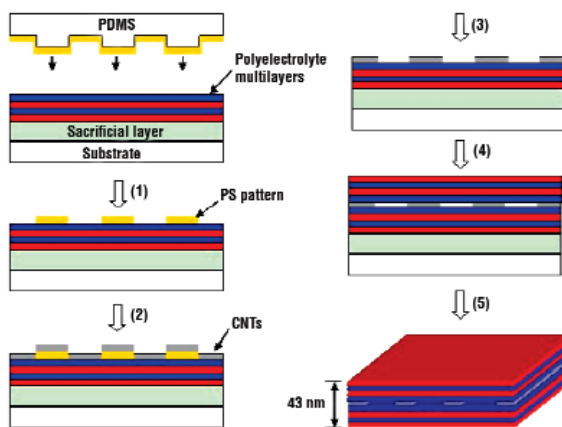 PDMS
Polyelectrolyte
multilayers
Sacrificial layer
Substrate
(1)
PS pattern
(2)
CNTs
(3)
(4)
(5)
43 nm